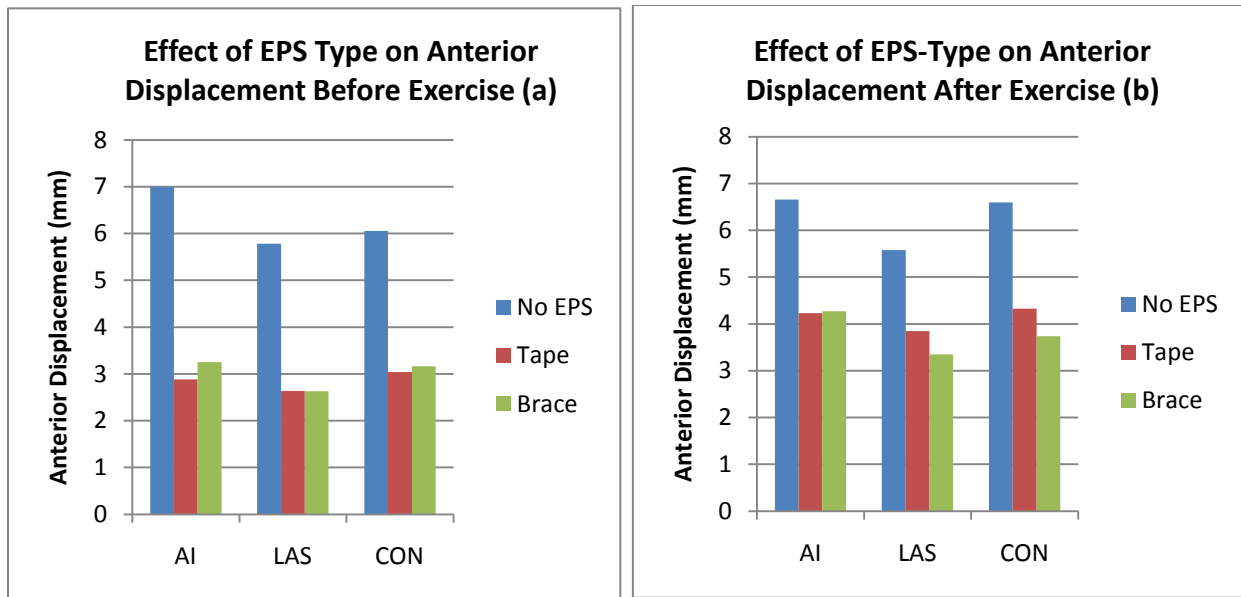 Effect of EPS Type on Anterior
Displacement Before Exercise (a)
8
7
6
5
4
3
2
1
0
Anterior Displacement (mm)
AI LAS CON
No EPS
Tape
Brace
Effect of EPS-Type on Anterior
Displacement After Exercise (b)
8
7
6
5
4
3
2
1
0
Anterior Displacement (mm)
AI LAS CON
No EPS
Tape
Brace